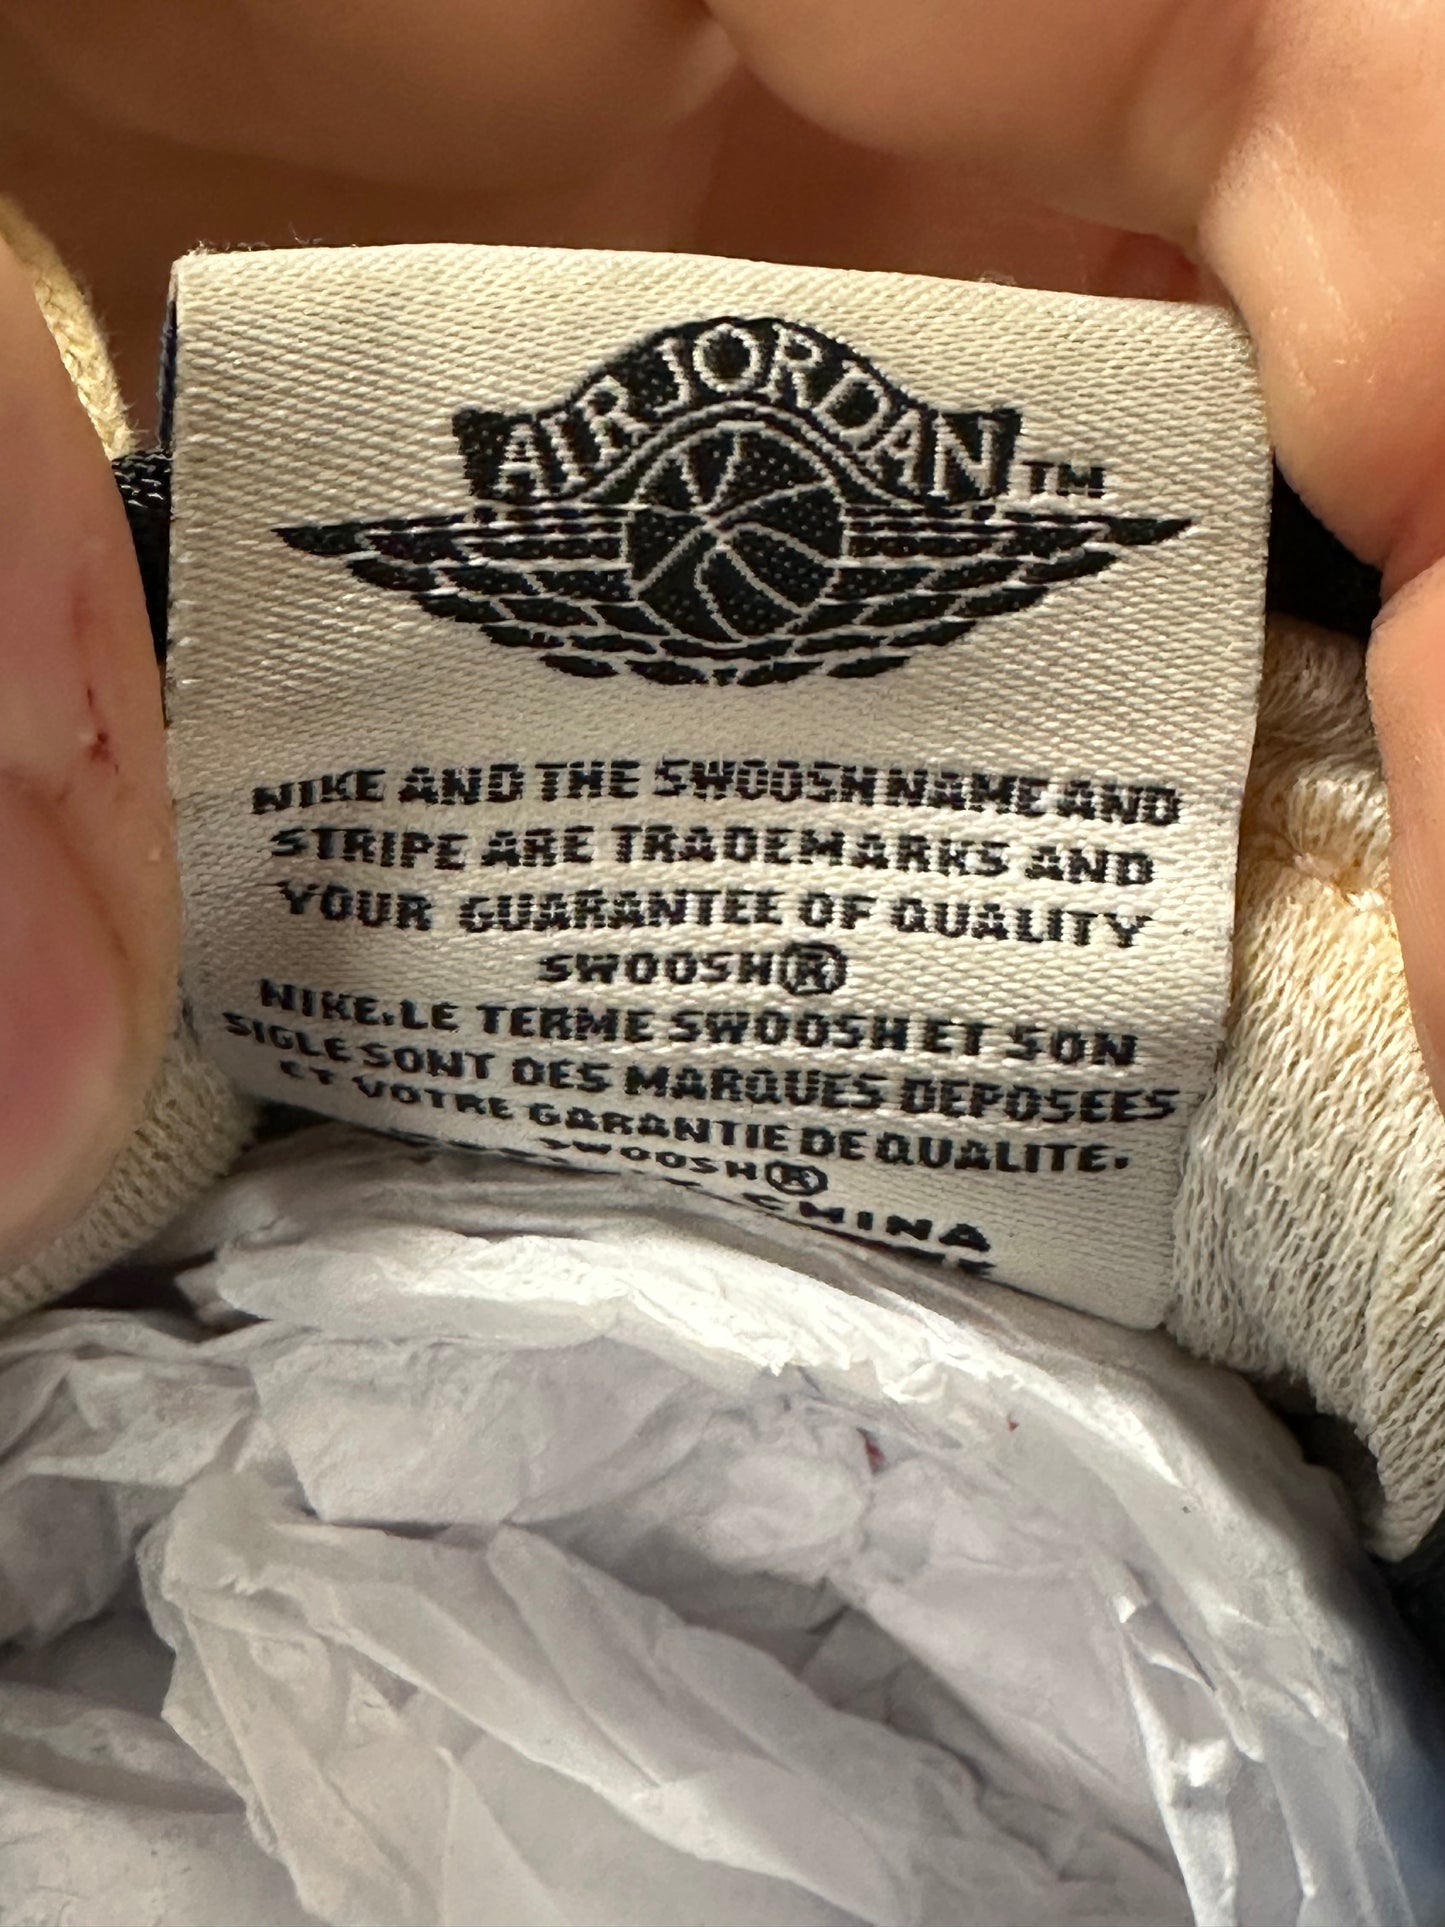 AIR JORDAN TM
NIKE AND THE SWOOSH NAME AND
STRIPE ARE TRADEMARKS AND
YOUR GUARANTEE OF QUALITY
SWOOSH®
NIKE, LE TERME SWOOSH ET SON
SIGLE SONT DES MARQUES DEPOSEES
ET VOTRE GARANTIE DE QUALITE.
SWOOSH®
CHINA